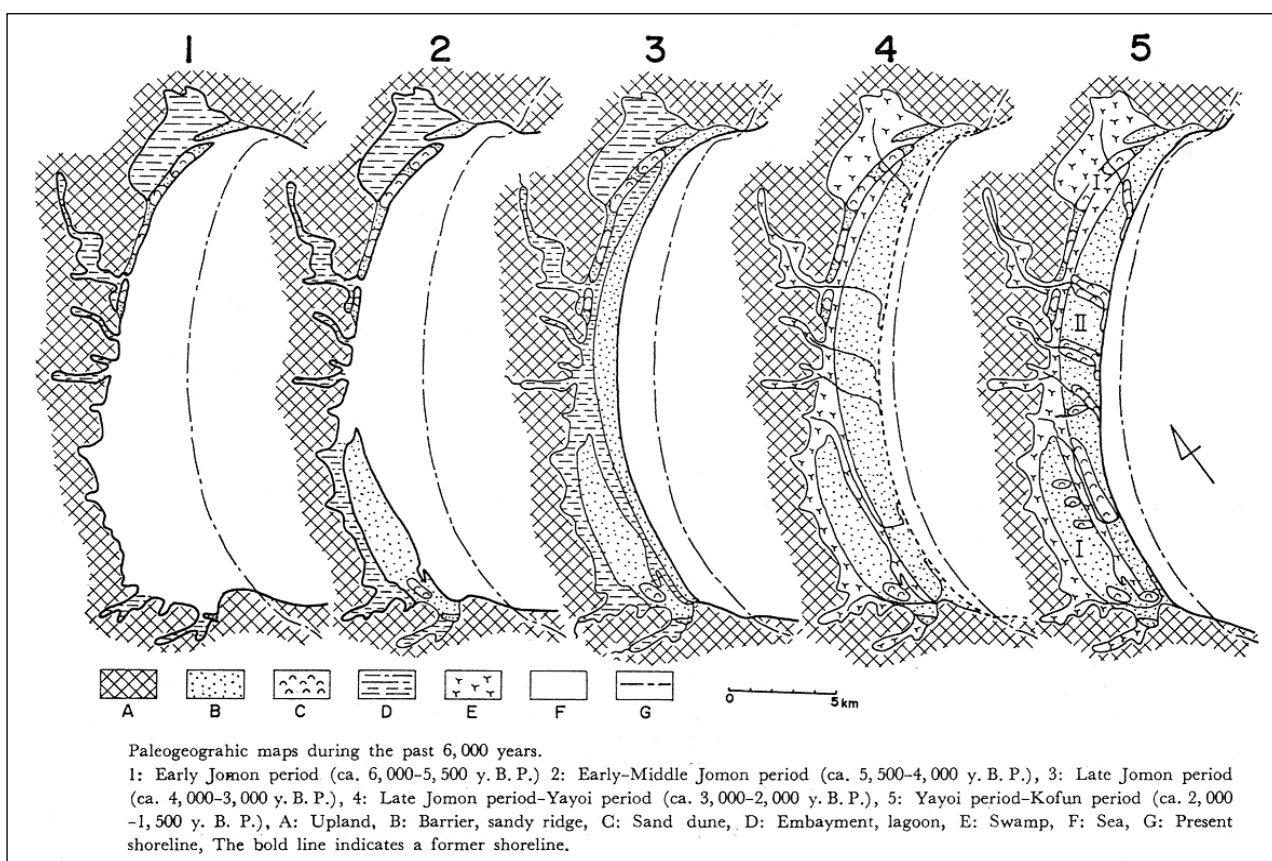 1 2 3 4 5
I
II
I
A B C D E F G
0 5km
Paleogeograhic maps during the past 6,000 years.
1: Early Jomon period (ca. 6,000-5,500 y. B. P.) 2: Early-Middle Jomon period (ca. 5,500-4,000 y. B. P.), 3: Late Jomon period
(ca. 4,000-3,000 y. B. P.), 4: Late Jomon period-Yayoi period (ca. 3,000-2,000 y. B. P.), 5: Yayoi period-Kofun period (ca. 2,000
-1,500 y. B. P.), A: Upland, B: Barrier, sandy ridge, C: Sand dune, D: Embayment, lagoon, E: Swamp, F: Sea, G: Present
shoreline, The bold line indicates a former shoreline.